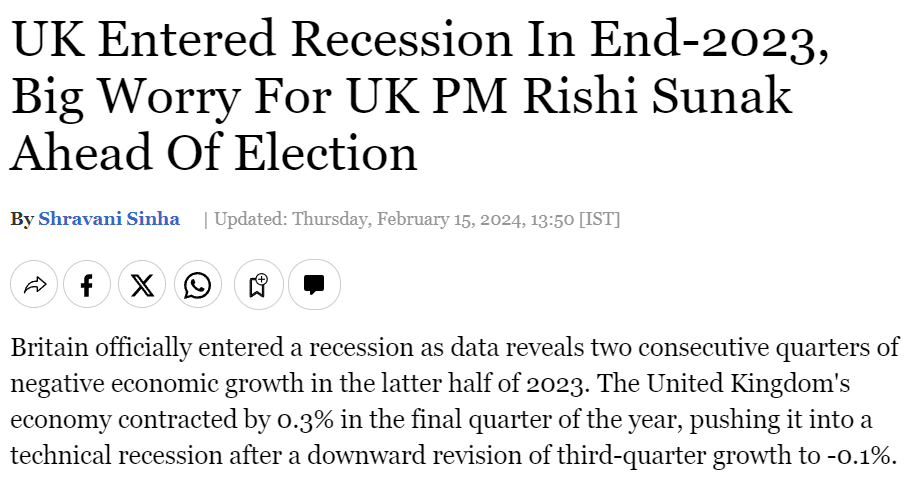 UK Entered Recession In End-2023,
Big Worry For UK PM Rishi Sunak
Ahead Of Election
By Shravani Sinha | Updated: Thursday, February 15, 2024, 13:50 [IST]
Britain officially entered a recession as data reveals two consecutive quarters of
negative economic growth in the latter half of 2023. The United Kingdom's
economy contracted by 0.3% in the final quarter of the year, pushing it into a
technical recession after a downward revision of third-quarter growth to -0.1%.